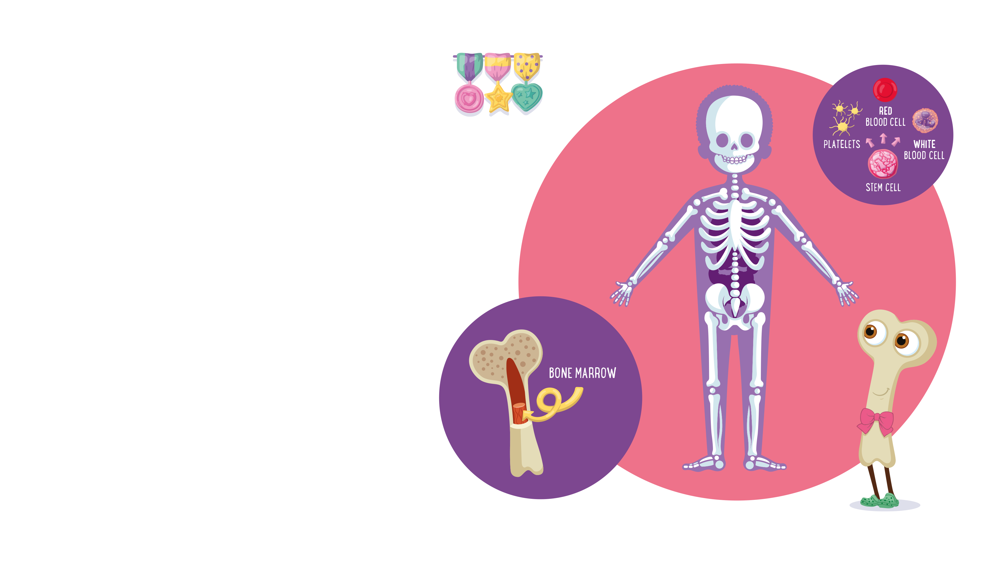 RED
BLOOD CELL
PLATELETS
WHITE
BLOOD CELL
STEM CELL
BONE MARROW